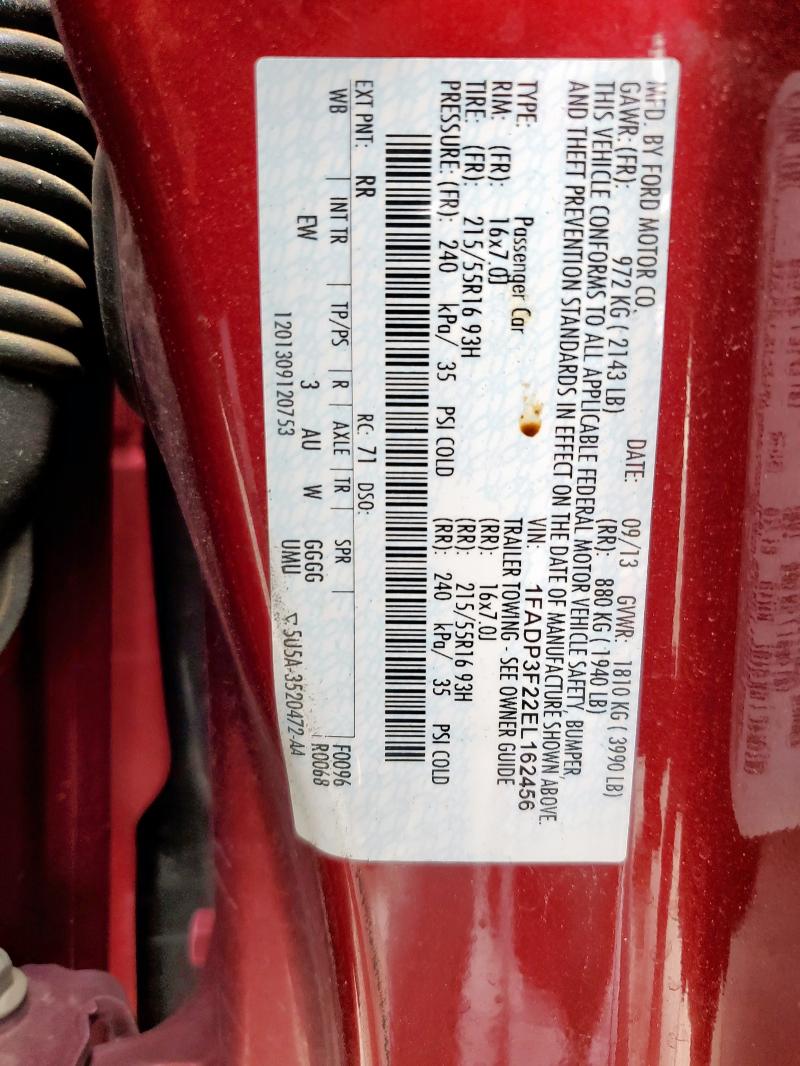 MFD. BY FORD MOTOR CO.
DATE: 09/13 GVWR: 1810 KG ( 3990 LB)
GAWR: (FR): 972 KG ( 2143 LB) (RR): 880 KG ( 1940 LB)
THIS VEHICLE CONFORMS TO ALL APPLICABLE FEDERAL MOTOR VEHICLE SAFETY, BUMPER,
AND THEFT PREVENTION STANDARDS IN EFFECT ON THE DATE OF MANUFACTURE SHOWN ABOVE.
VIN: 1FADP3F22EL162456
TYPE: Passenger Car TRAILER TOWING - SEE OWNER GUIDE
RIM: (FR): 16x7.0J (RR): 16x7.0J
TIRE: (FR): 215/55R16 93H (RR): 215/55R16 93H
PRESSURE: (FR): 240 kPa/ 35 PSI COLD (RR): 240 kPa/ 35 PSI COLD
EXT PNT: RR RC: 71 DSO: F0096
WB INT TR TP/PS R AXLE TR SPR R0068
EW 3 AU W GGGG
UMU
1201309120753 5U5A-3520472-AA